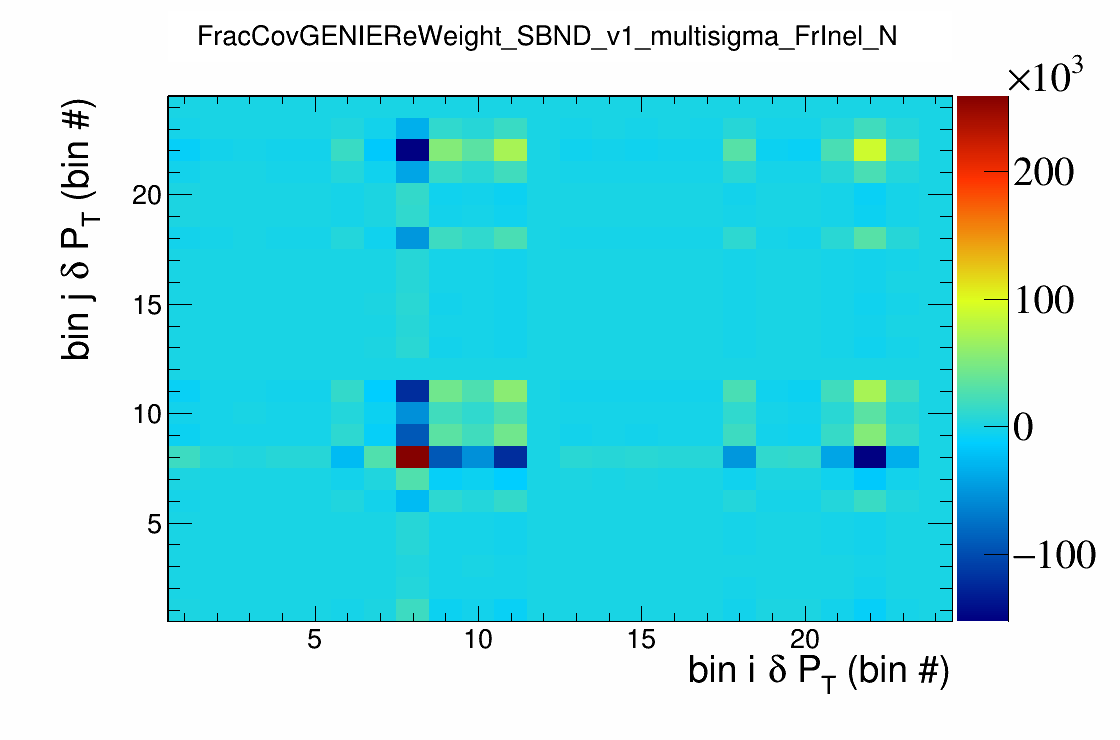 FracCovGENIEReWeight_SBND_v1_multisigma_FrInel_N
×10³
bin j δ P_T (bin #)
20
15
10
5
200
100
0
−100
5 10 15 20
bin i δ P_T (bin #)